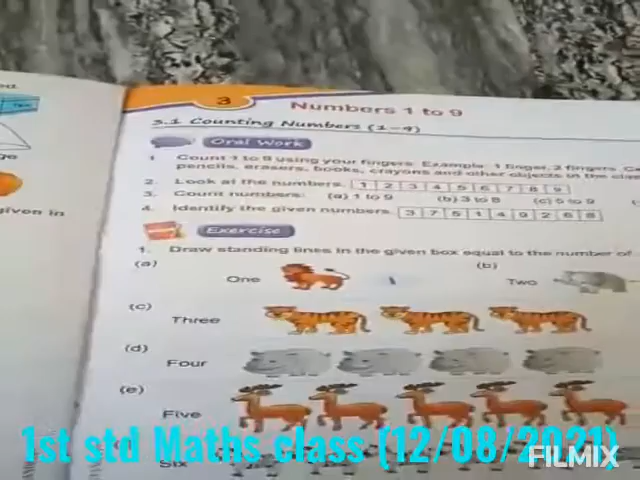 3
Numbers 1 to 9
3.1 Counting Numbers (1-9)
Oral Work
1 Count 1 to 9 using your fingers. Example: 1 finger, 2 fingers.
pencils, erasers, books, crayons and other objects in the
2. Look at the numbers. 1 2 3 4 5 6 7 8 9
3. Count numbers: (a) 1 to 9 (b) 3 to 8 (c) 5 to 9
4. Identify the given numbers. 3 7 5 1 4 9 2 6 8
given in
Exercise
1. Draw standing lines in the given box equal to the number of
(a) One (b) Two
(c) Three
(d) Four
(e) Five
Six
1st std Maths class (12/08/2021)
FILMIX